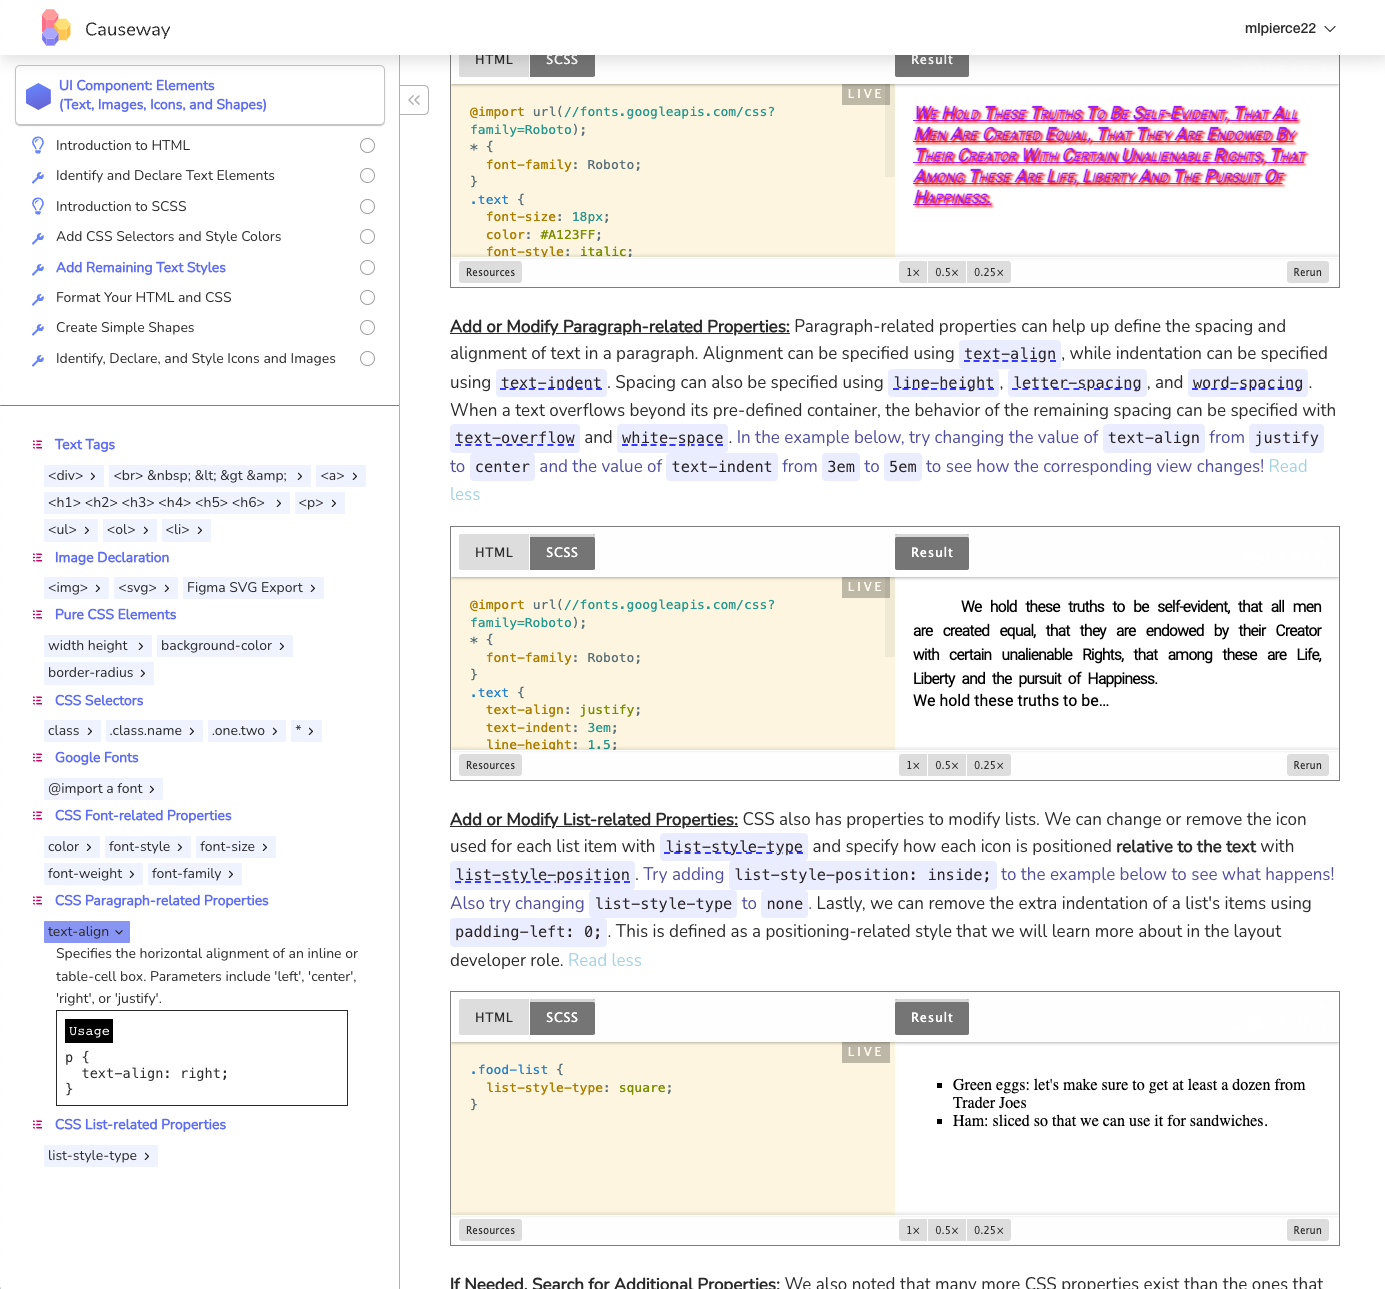 Causeway
mlpierce22
UI Component: Elements
(Text, Images, Icons, and Shapes)
Introduction to HTML
Identify and Declare Text Elements
Introduction to SCSS
Add CSS Selectors and Style Colors
Add Remaining Text Styles
Format Your HTML and CSS
Create Simple Shapes
Identify, Declare, and Style Icons and Images
Text Tags
<div> <br> &nbsp; &lt; &gt &amp; <a>
<h1> <h2> <h3> <h4> <h5> <h6> <p>
<ul> <ol> <li>
Image Declaration
<img> <svg> Figma SVG Export
Pure CSS Elements
width height background-color
border-radius
CSS Selectors
class .class.name .one.two *
Google Fonts
@import a font
CSS Font-related Properties
color font-style font-size
font-weight font-family
CSS Paragraph-related Properties
text-align
Specifies the horizontal alignment of an inline or
table-cell box. Parameters include 'left', 'center',
'right', or 'justify'.
Usage
p {
text-align: right;
}
CSS List-related Properties
list-style-type
HTML SCSS Result
LIVE
@import url(//fonts.googleapis.com/css?
family=Roboto);
* {
font-family: Roboto;
}
.text {
font-size: 18px;
color: #A123FF;
font-style: italic;
We Hold These Truths To Be Self-Evident, That All
Men Are Created Equal, That They Are Endowed By
Their Creator With Certain Unalienable Rights, That
Among These Are Life, Liberty And The Pursuit Of
Happiness.
Resources 1× 0.5× 0.25× Rerun
Add or Modify Paragraph-related Properties: Paragraph-related properties can help up define the spacing and
alignment of text in a paragraph. Alignment can be specified using text-align , while indentation can be specified
using text-indent . Spacing can also be specified using line-height , letter-spacing , and word-spacing .
When a text overflows beyond its pre-defined container, the behavior of the remaining spacing can be specified with
text-overflow and white-space . In the example below, try changing the value of text-align from justify
to center and the value of text-indent from 3em to 5em to see how the corresponding view changes! Read
less
HTML SCSS Result
LIVE
@import url(//fonts.googleapis.com/css?
family=Roboto);
* {
font-family: Roboto;
}
.text {
text-align: justify;
text-indent: 3em;
line-height: 1.5;
We hold these truths to be self-evident, that all men
are created equal, that they are endowed by their Creator
with certain unalienable Rights, that among these are Life,
Liberty and the pursuit of Happiness.
We hold these truths to be...
Resources 1× 0.5× 0.25× Rerun
Add or Modify List-related Properties: CSS also has properties to modify lists. We can change or remove the icon
used for each list item with list-style-type and specify how each icon is positioned relative to the text with
list-style-position . Try adding list-style-position: inside; to the example below to see what happens!
Also try changing list-style-type to none . Lastly, we can remove the extra indentation of a list's items using
padding-left: 0; . This is defined as a positioning-related style that we will learn more about in the layout
developer role. Read less
HTML SCSS Result
LIVE
.food-list {
list-style-type: square;
}
Green eggs: let's make sure to get at least a dozen from
Trader Joes
Ham: sliced so that we can use it for sandwiches.
Resources 1× 0.5× 0.25× Rerun
If Needed, Search for Additional Properties: We also noted that many more CSS properties exist than the ones that